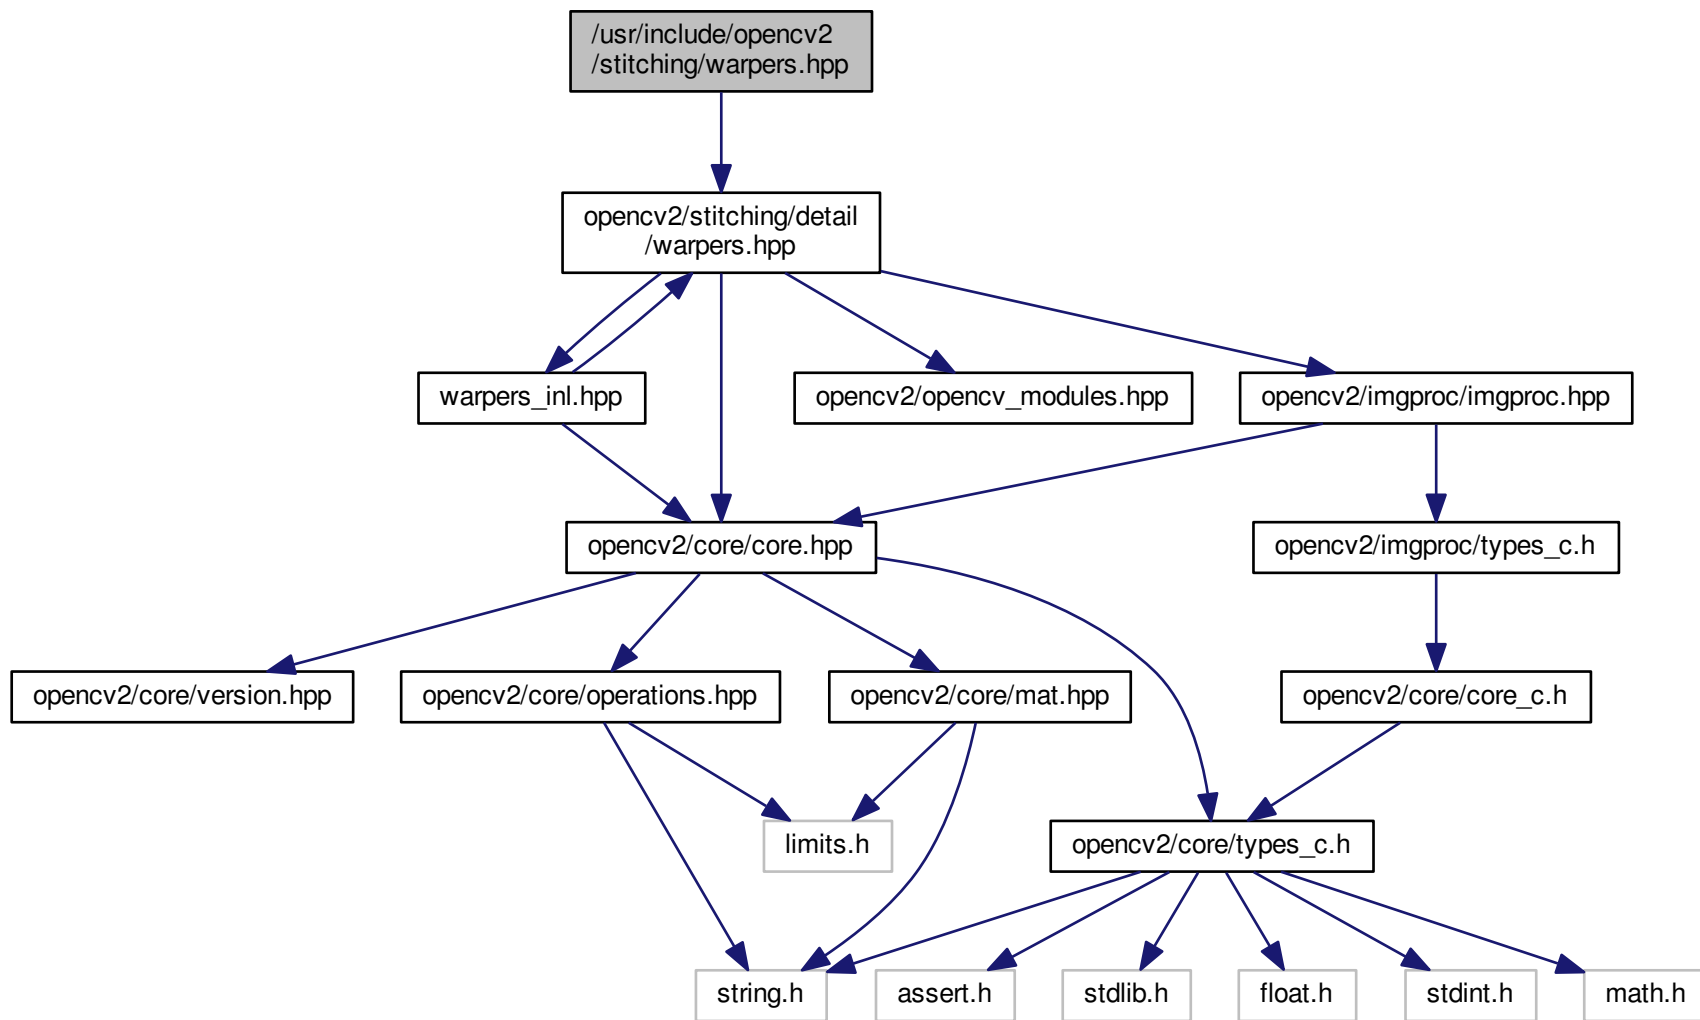 /usr/include/opencv2
/stitching/warpers.hpp
opencv2/stitching/detail
/warpers.hpp
warpers_inl.hpp
opencv2/opencv_modules.hpp
opencv2/imgproc/imgproc.hpp
opencv2/core/core.hpp
opencv2/imgproc/types_c.h
opencv2/core/version.hpp
opencv2/core/operations.hpp
opencv2/core/mat.hpp
opencv2/core/core_c.h
limits.h
opencv2/core/types_c.h
string.h
assert.h
stdlib.h
float.h
stdint.h
math.h